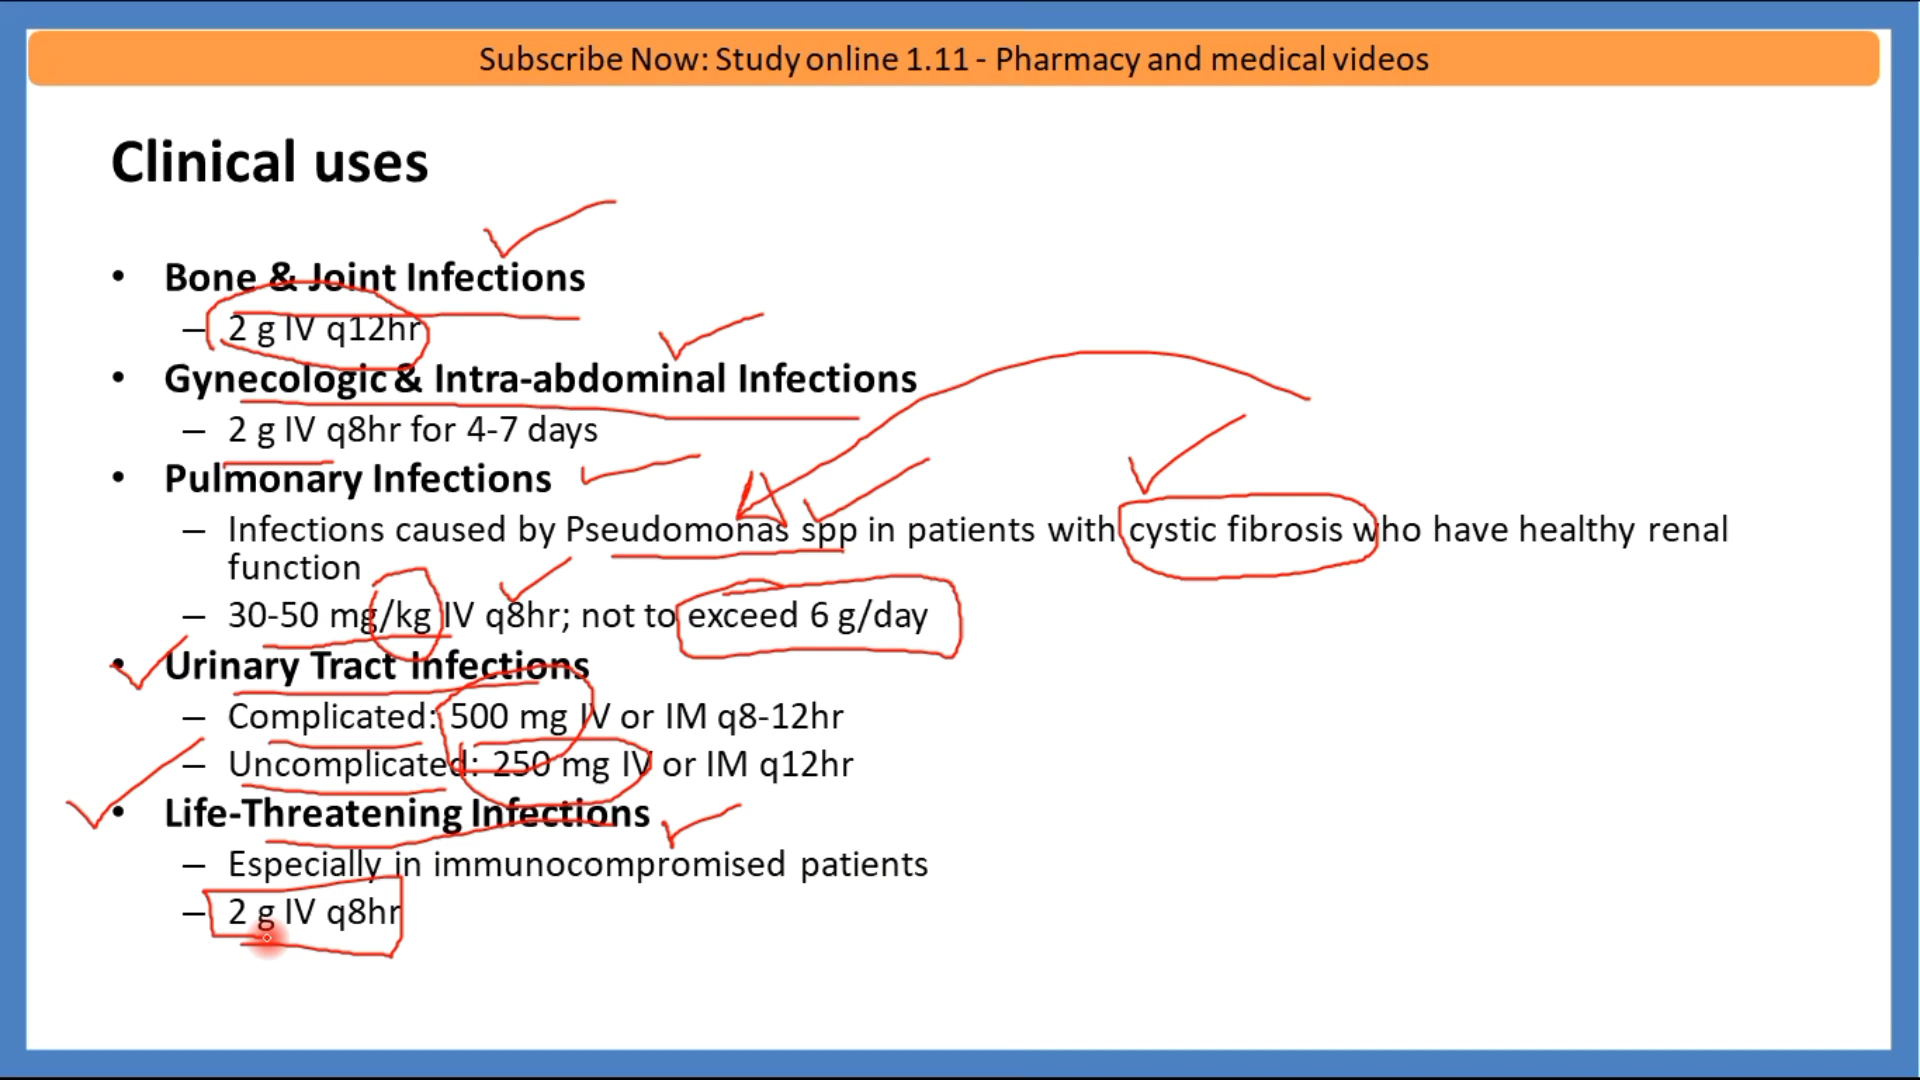 Subscribe Now: Study online 1.11 - Pharmacy and medical videos
Clinical uses
• Bone & Joint Infections
– 2 g IV q12hr
• Gynecologic & Intra-abdominal Infections
– 2 g IV q8hr for 4-7 days
• Pulmonary Infections
– Infections caused by Pseudomonas spp in patients with cystic fibrosis who have healthy renal
function
– 30-50 mg/kg IV q8hr; not to exceed 6 g/day
• Urinary Tract Infections
– Complicated: 500 mg IV or IM q8-12hr
– Uncomplicated: 250 mg IV or IM q12hr
• Life-Threatening Infections
– Especially in immunocompromised patients
– 2 g IV q8hr